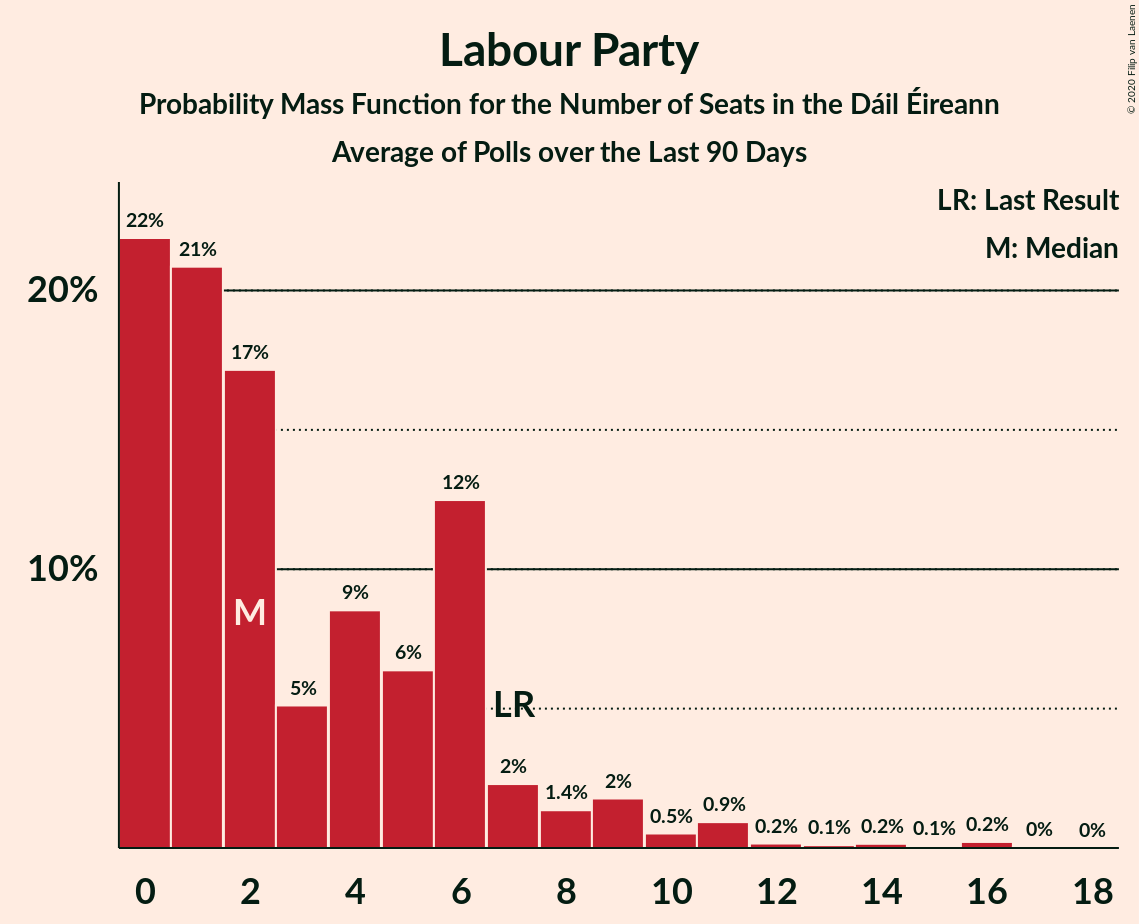 Labour Party
Probability Mass Function for the Number of Seats in the Dáil Éireann
Average of Polls over the Last 90 Days
© 2020 Filip van Laenen
LR: Last Result
M: Median
22%
21%
20%
17%
12%
10%
9%
M
6%
5%
LR
2%
1.4%
2%
0.5%
0.9%
0.2%
0.1%
0.2%
0.1%
0.2%
0%
0%
0 2 4 6 8 10 12 14 16 18